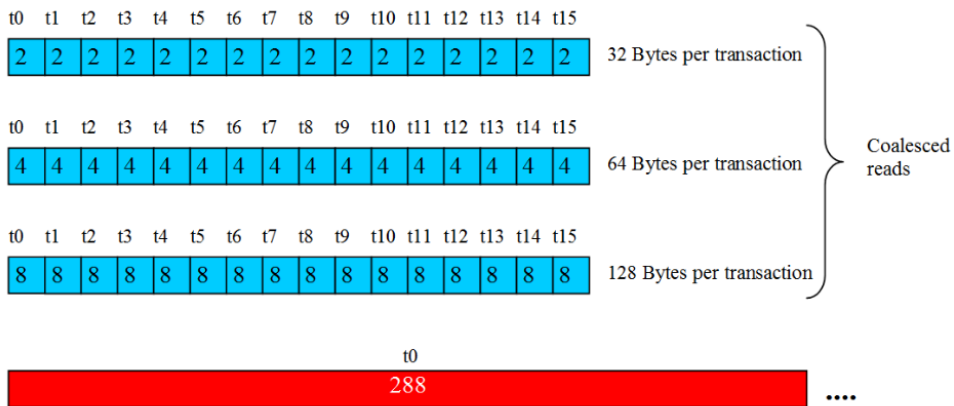 t0 t1 t2 t3 t4 t5 t6 t7 t8 t9 t10 t11 t12 t13 t14 t15
2 2 2 2 2 2 2 2 2 2 2 2 2 2 2 2 32 Bytes per transaction
t0 t1 t2 t3 t4 t5 t6 t7 t8 t9 t10 t11 t12 t13 t14 t15
4 4 4 4 4 4 4 4 4 4 4 4 4 4 4 4 64 Bytes per transaction
Coalesced
reads
t0 t1 t2 t3 t4 t5 t6 t7 t8 t9 t10 t11 t12 t13 t14 t15
8 8 8 8 8 8 8 8 8 8 8 8 8 8 8 8 128 Bytes per transaction
t0
288 ....